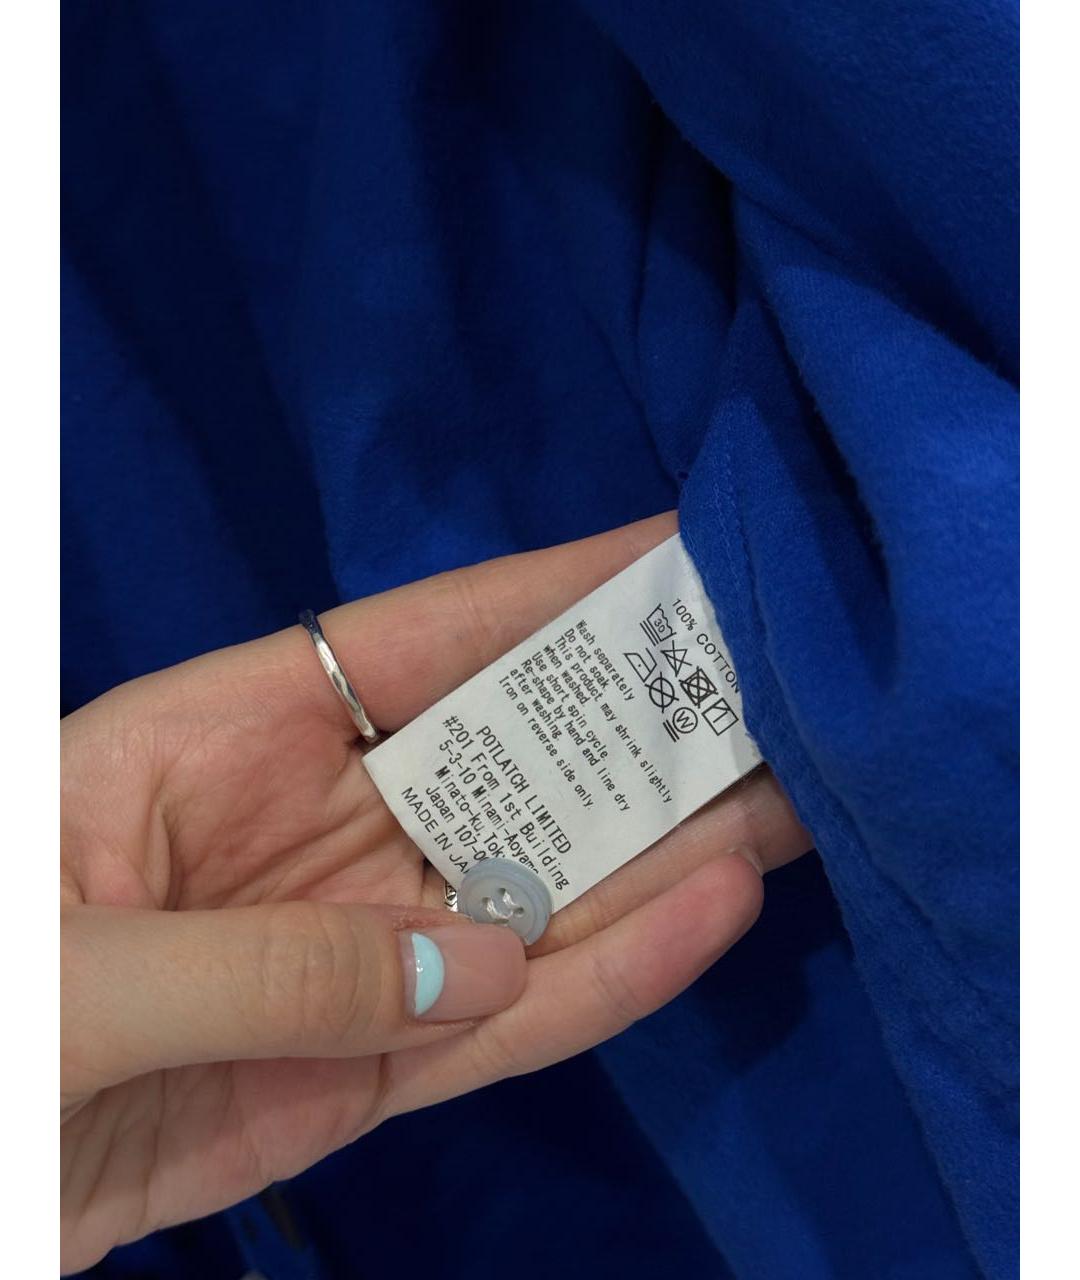 100% COTTON
30
W
Wash separately
Do not soak.
This product may shrink slightly
when washed.
Use short spin cycle.
Re-shape by hand and line dry
after washing.
Iron on reverse side only.
POTLATCH LIMITED
#201 From 1st Building
5-3-10 Minami-Aoyama
Minato-ku, Tok
Japan 107-00
MADE IN JA